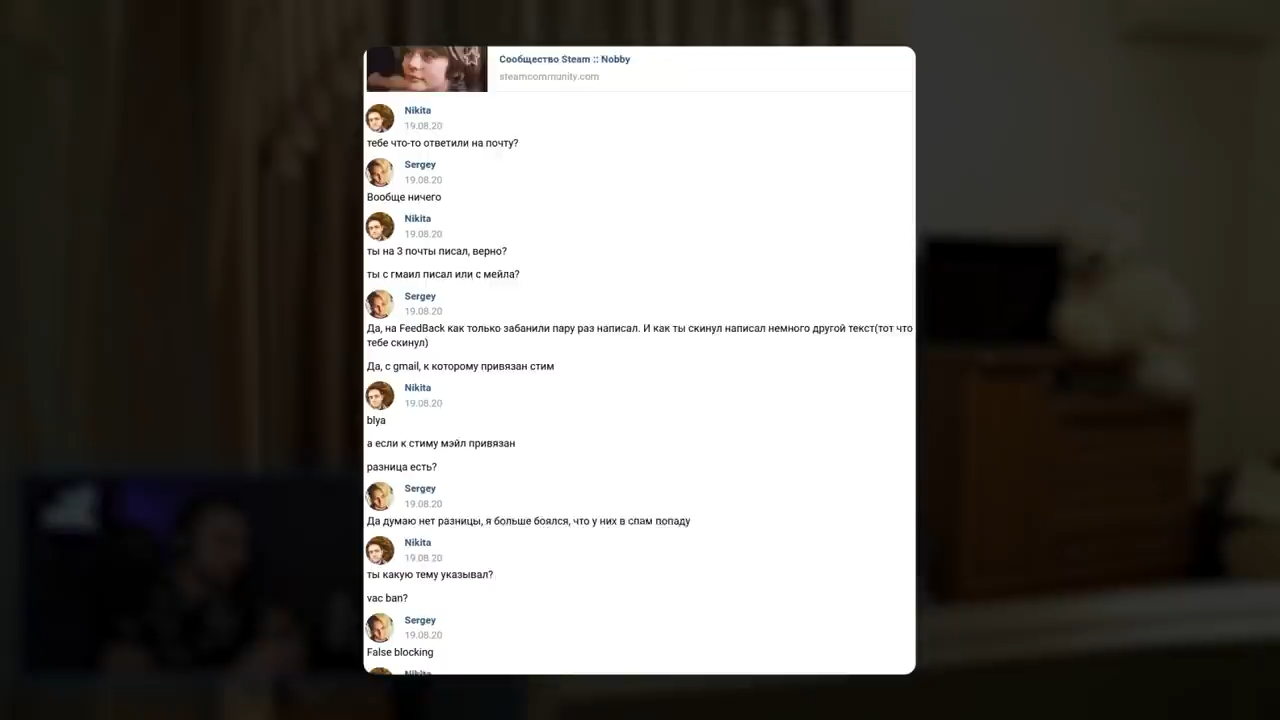 Сообщество Steam :: Nobby
steamcommunity.com
Nikita
19.08.20
тебе что-то ответили на почту?
Sergey
19.08.20
Вообще ничего
Nikita
19.08.20
ты на 3 почты писал, верно?
ты с гмаил писал или с мейла?
Sergey
19.08.20
Да, на FeedBack как только забанили пару раз написал. И как ты скинул написал немного другой текст(тот что
тебе скинул)
Да, с gmail, к которому привязан стим
Nikita
19.08.20
blya
а если к стиму мэйл привязан
разница есть?
Sergey
19.08.20
Да думаю нет разницы, я больше боялся, что у них в спам попаду
Nikita
19.08.20
ты какую тему указывал?
vac ban?
Sergey
19.08.20
False blocking
Nikita